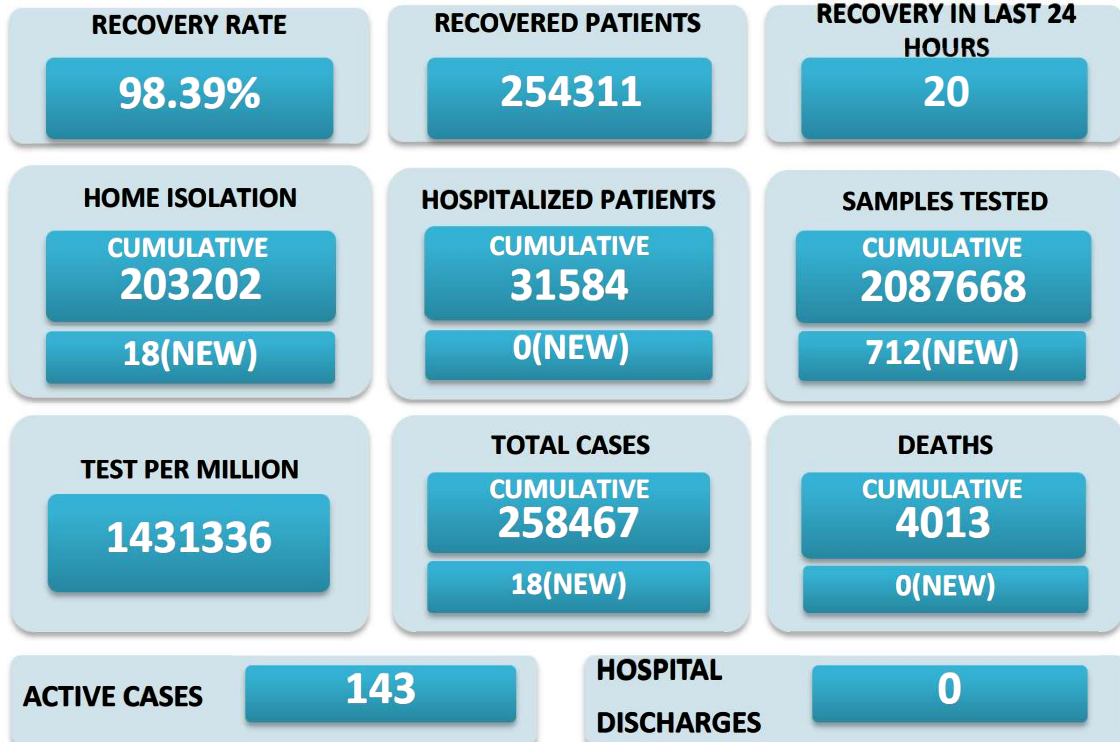 RECOVERY RATE
98.39%
RECOVERED PATIENTS
254311
RECOVERY IN LAST 24
HOURS
20
HOME ISOLATION
CUMULATIVE
203202
18(NEW)
HOSPITALIZED PATIENTS
CUMULATIVE
31584
0(NEW)
SAMPLES TESTED
CUMULATIVE
2087668
712(NEW)
TEST PER MILLION
1431336
TOTAL CASES
CUMULATIVE
258467
18(NEW)
DEATHS
CUMULATIVE
4013
0(NEW)
ACTIVE CASES
143
HOSPITAL
DISCHARGES
0